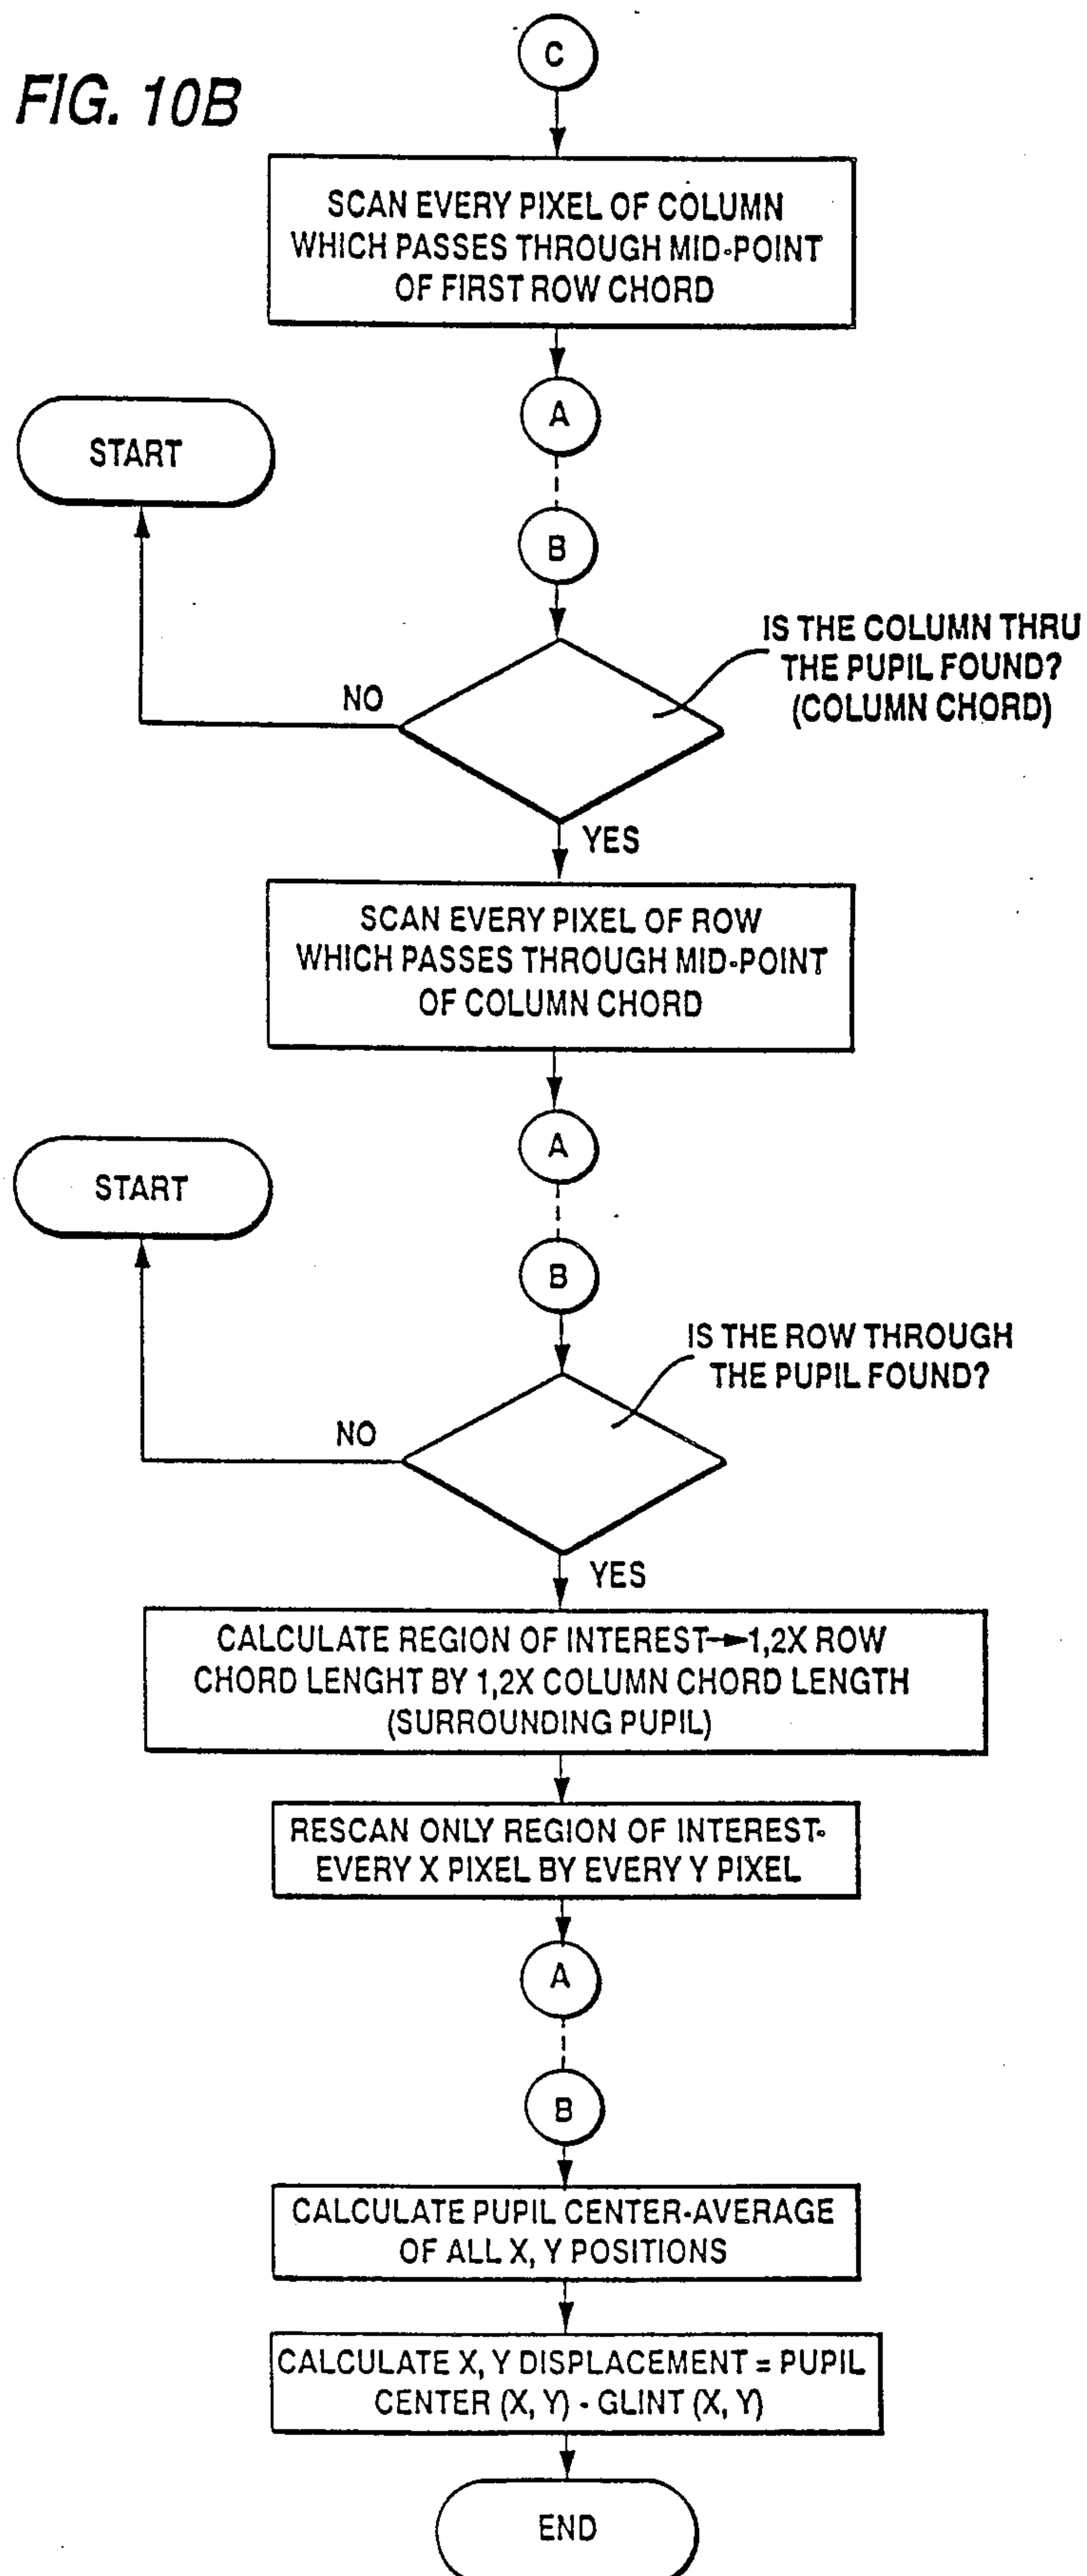 FIG. 10B
C
SCAN EVERY PIXEL OF COLUMN
WHICH PASSES THROUGH MID-POINT
OF FIRST ROW CHORD
A
START
B
IS THE COLUMN THRU
THE PUPIL FOUND?
(COLUMN CHORD)
NO
YES
SCAN EVERY PIXEL OF ROW
WHICH PASSES THROUGH MID-POINT
OF COLUMN CHORD
A
START
B
IS THE ROW THROUGH
THE PUPIL FOUND?
NO
YES
CALCULATE REGION OF INTEREST→1,2X ROW
CHORD LENGHT BY 1,2X COLUMN CHORD LENGTH
(SURROUNDING PUPIL)
RESCAN ONLY REGION OF INTEREST-
EVERY X PIXEL BY EVERY Y PIXEL
A
B
CALCULATE PUPIL CENTER-AVERAGE
OF ALL X, Y POSITIONS
CALCULATE X, Y DISPLACEMENT = PUPIL
CENTER (X, Y) - GLINT (X, Y)
END